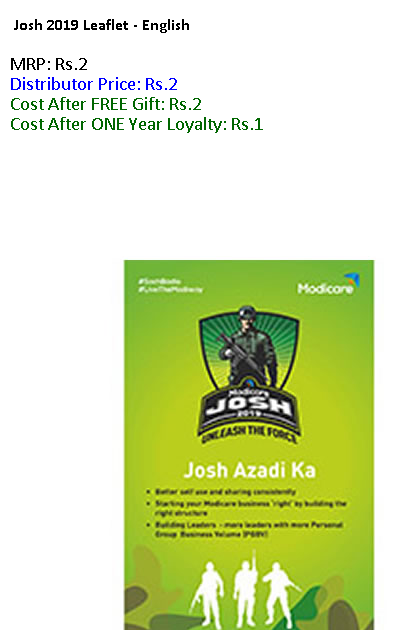 Josh 2019 Leaflet - English
MRP: Rs.2
Distributor Price: Rs.2
Cost After FREE Gift: Rs.2
Cost After ONE Year Loyalty: Rs.1
#SochBadlo
#LiveTheModiway
Modicare
Modicare
JOSH
2019
UNLEASH THE FORCE
Josh Azadi Ka
• Better self use and sharing consistently
• Starting your Modicare business 'right' by building the
right structure
• Building Leaders - more leaders with more Personal
Group Business Volume (PGBV)